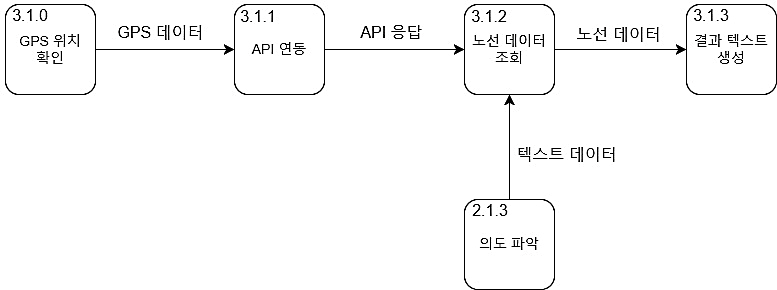 3.1.0
GPS 위치
확인
GPS 데이터
3.1.1
API 연동
API 응답
3.1.2
노선 데이터
조회
노선 데이터
3.1.3
결과 텍스트
생성
텍스트 데이터
2.1.3
의도 파악